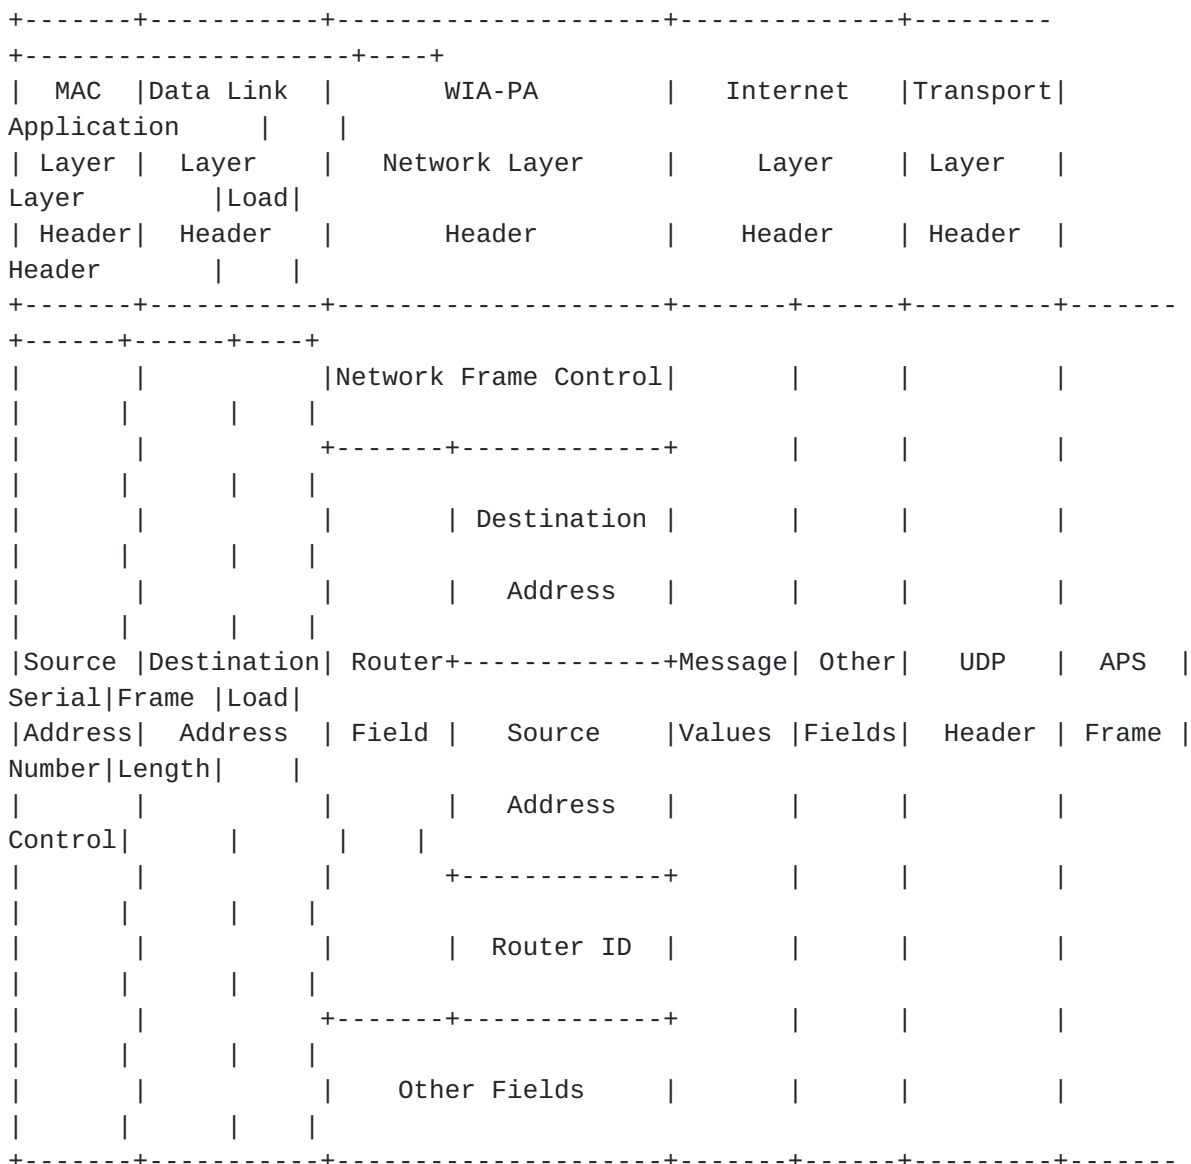 +-------+-----------+---------------------+--------------+---------
+---------------------+----+
|  MAC  |Data Link  |       WIA-PA        |   Internet   |Transport|
Application     |    |
| Layer |  Layer    |   Network Layer     |     Layer    | Layer   |
Layer        |Load|
| Header|  Header   |       Header        |    Header    | Header  |
Header       |    |
+-------+-----------+---------------------+-------+------+---------+-------
+------+------+----+
|       |           |Network Frame Control|       |      |         |
|      |      |    |
|       |           +-------+-------------+       |      |         |
|      |      |    |
|       |           |       | Destination |       |      |         |
|      |      |    |
|       |           |       |   Address   |       |      |         |
|      |      |    |
|Source |Destination| Router+-------------+Message| Other|   UDP   |  APS  |
Serial|Frame |Load|
|Address|  Address  | Field |   Source    |Values |Fields|  Header | Frame |
Number|Length|    |
|       |           |       |   Address   |       |      |         |
Control|      |      |    |
|       |           |       +-------------+       |      |         |
|      |      |    |
|       |           |       |  Router ID  |       |      |         |
|      |      |    |
|       |           +-------+-------------+       |      |         |
|      |      |    |
|       |           |    Other Fields     |       |      |         |
|      |      |    |
+-------+-----------+---------------------+-------+------+---------+-------